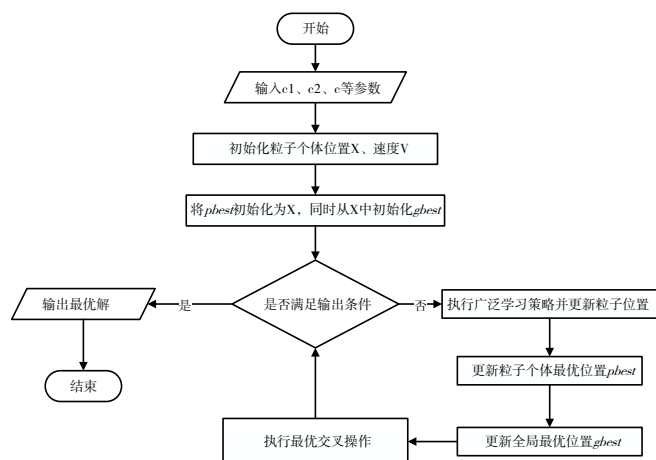 开始
输入c1、c2、c等参数
初始化粒子个体位置X、速度V
将pbest初始化为X，同时从X中初始化gbest
是否满足输出条件
是
输出最优解
结束
否
执行广泛学习策略并更新粒子位置
更新粒子个体最优位置pbest
更新全局最优位置gbest
执行最优交叉操作